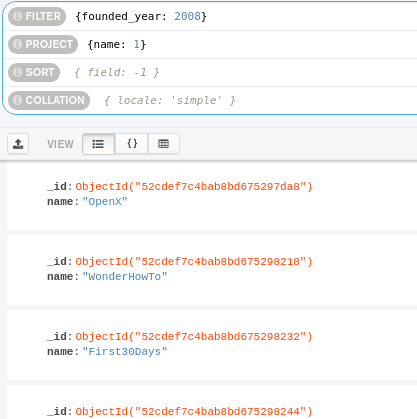 FILTER {founded_year: 2008}
PROJECT {name: 1}
SORT { field: -1 }
COLLATION { locale: 'simple' }
VIEW {}
_id: ObjectId("52cdef7c4bab8bd675297da8")
name: "OpenX"
_id: ObjectId("52cdef7c4bab8bd675298218")
name: "WonderHowTo"
_id: ObjectId("52cdef7c4bab8bd675298232")
name: "First30Days"
_id: ObjectId("52cdef7c4bab8bd675298244")